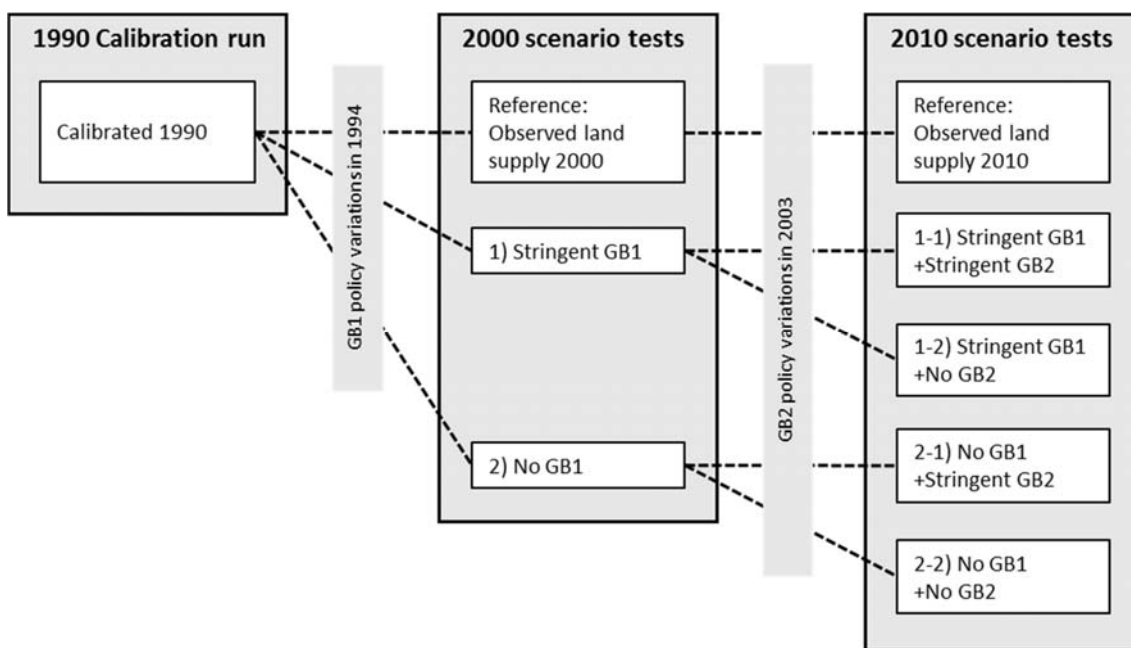 1990 Calibration run
Calibrated 1990
GB1 policy variations in 1994
2000 scenario tests
Reference:
Observed land
supply 2000
1) Stringent GB1
2) No GB1
GB2 policy variations in 2003
2010 scenario tests
Reference:
Observed land
supply 2010
1-1) Stringent GB1
+Stringent GB2
1-2) Stringent GB1
+No GB2
2-1) No GB1
+Stringent GB2
2-2) No GB1
+No GB2